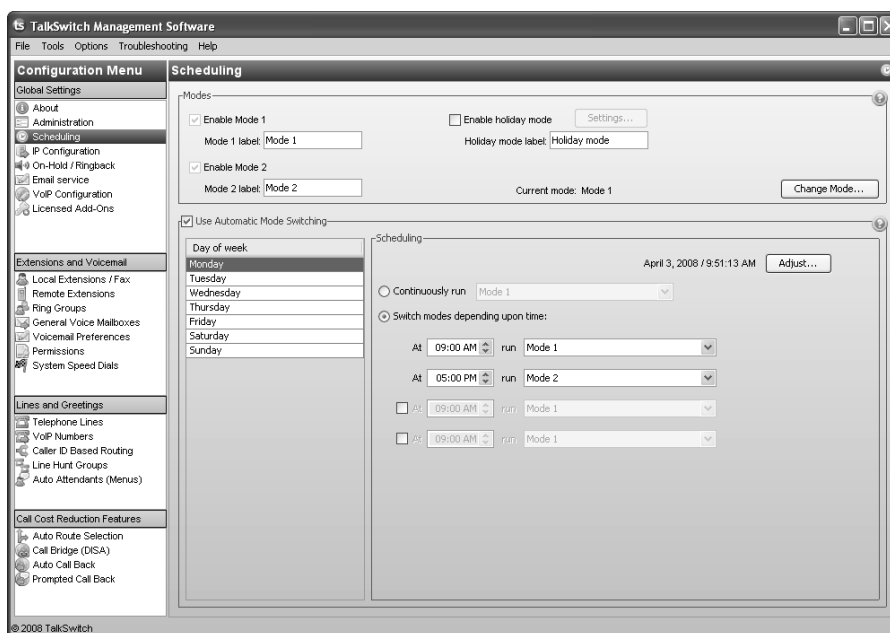 ts TalkSwitch Management Software
File Tools Options Troubleshooting Help
Configuration Menu
Global Settings
About
Administration
Scheduling
IP Configuration
On-Hold / Ringback
Email service
VoIP Configuration
Licensed Add-Ons
Extensions and Voicemail
Local Extensions / Fax
Remote Extensions
Ring Groups
General Voice Mailboxes
Voicemail Preferences
Permissions
System Speed Dials
Lines and Greetings
Telephone Lines
VoIP Numbers
Caller ID Based Routing
Line Hunt Groups
Auto Attendants (Menus)
Call Cost Reduction Features
Auto Route Selection
Call Bridge (DISA)
Auto Call Back
Prompted Call Back
Scheduling
Modes
Enable Mode 1
Enable holiday mode Settings...
Mode 1 label: Mode 1
Holiday mode label: Holiday mode
Enable Mode 2
Mode 2 label: Mode 2
Current mode: Mode 1
Change Mode...
Use Automatic Mode Switching
Day of week
Monday
Tuesday
Wednesday
Thursday
Friday
Saturday
Sunday
Scheduling
April 3, 2008 / 9:51:13 AM Adjust...
Continuously run Mode 1
Switch modes depending upon time:
At 09:00 AM run Mode 1
At 05:00 PM run Mode 2
At 09:00 AM run Mode 1
At 09:00 AM run Mode 1
© 2008 TalkSwitch